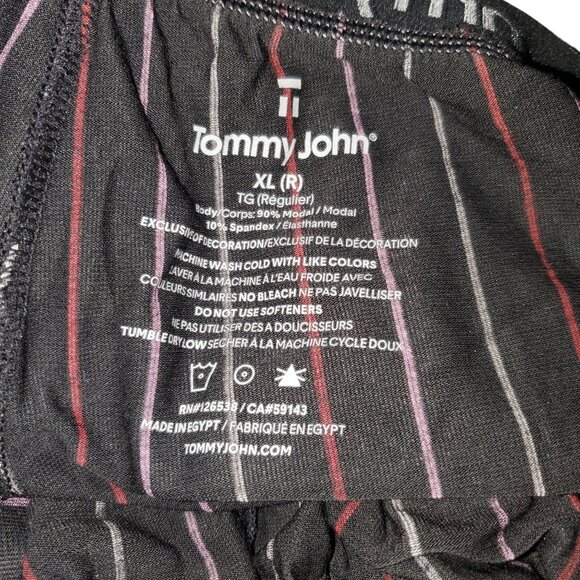 Tommy John®
XL (R)
TG (Régulier)
Body/Corps: 90% Modal / Modal
10% Spandex / Élasthanne
EXCLUSIVE OF DECORATION/EXCLUSIF DE LA DÉCORATION
MACHINE WASH COLD WITH LIKE COLORS
LAVER À LA MACHINE À L'EAU FROIDE AVEC
COULEURS SIMILAIRES NO BLEACH NE PAS JAVELLISER
DO NOT USE SOFTENERS
NE PAS UTILISER DES ADOUCISSEURS
TUMBLE DRY LOW SECHER À LA MACHINE CYCLE DOUX
RN#126538 / CA#59143
MADE IN EGYPT / FABRIQUÉ EN EGYPT
TOMMYJOHN.COM